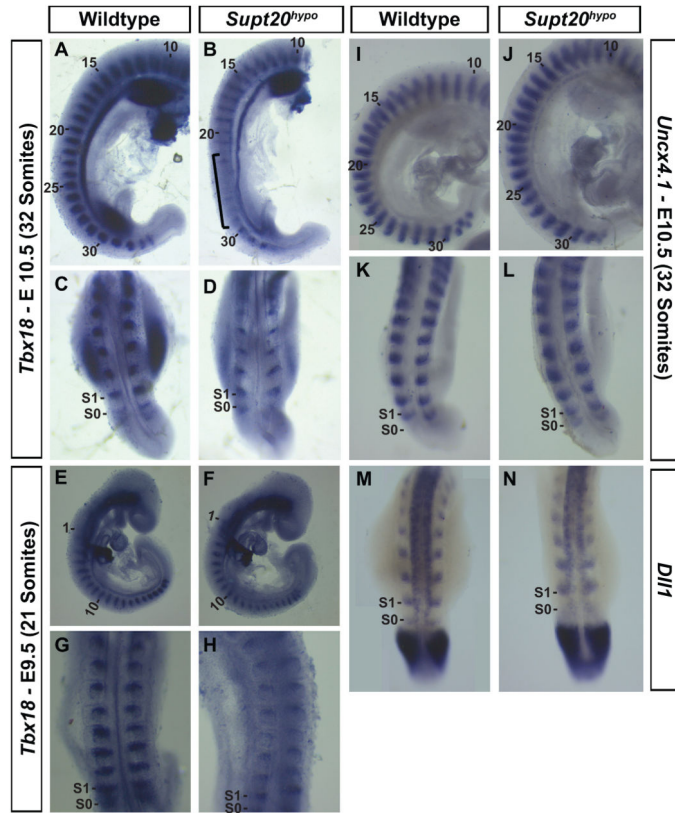 Wildtype
Supt20hypo
Wildtype
Supt20hypo
Tbx18 - E 10.5 (32 Somites)
A
10
15
20-
25-
30
B
10
15
20
30
C
S1
S0
D
S1
S0
Tbx18 - E9.5 (21 Somites)
E
1-
10
F
1
10
G
S1
S0
H
S1
S0
I
10
15
20
25
30
J
10
15
20
25
30
K
S1
S0
L
S1
S0
Uncx4.1 - E10.5 (32 Somites)
M
S1
S0
N
S1
S0
Dll1